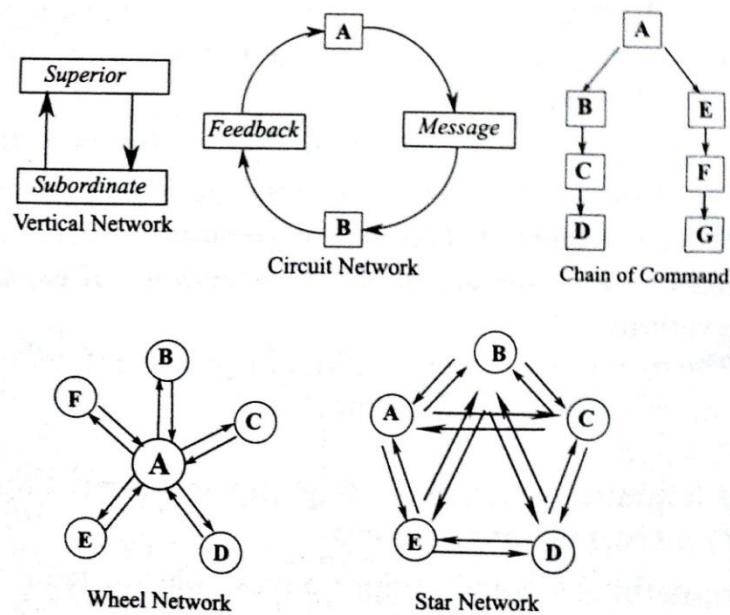 Superior
Subordinate
Vertical Network
A
Feedback
Message
B
Circuit Network
A
B
E
C
F
D
G
Chain of Command
B
F
C
A
E
D
Wheel Network
B
A
C
E
D
Star Network